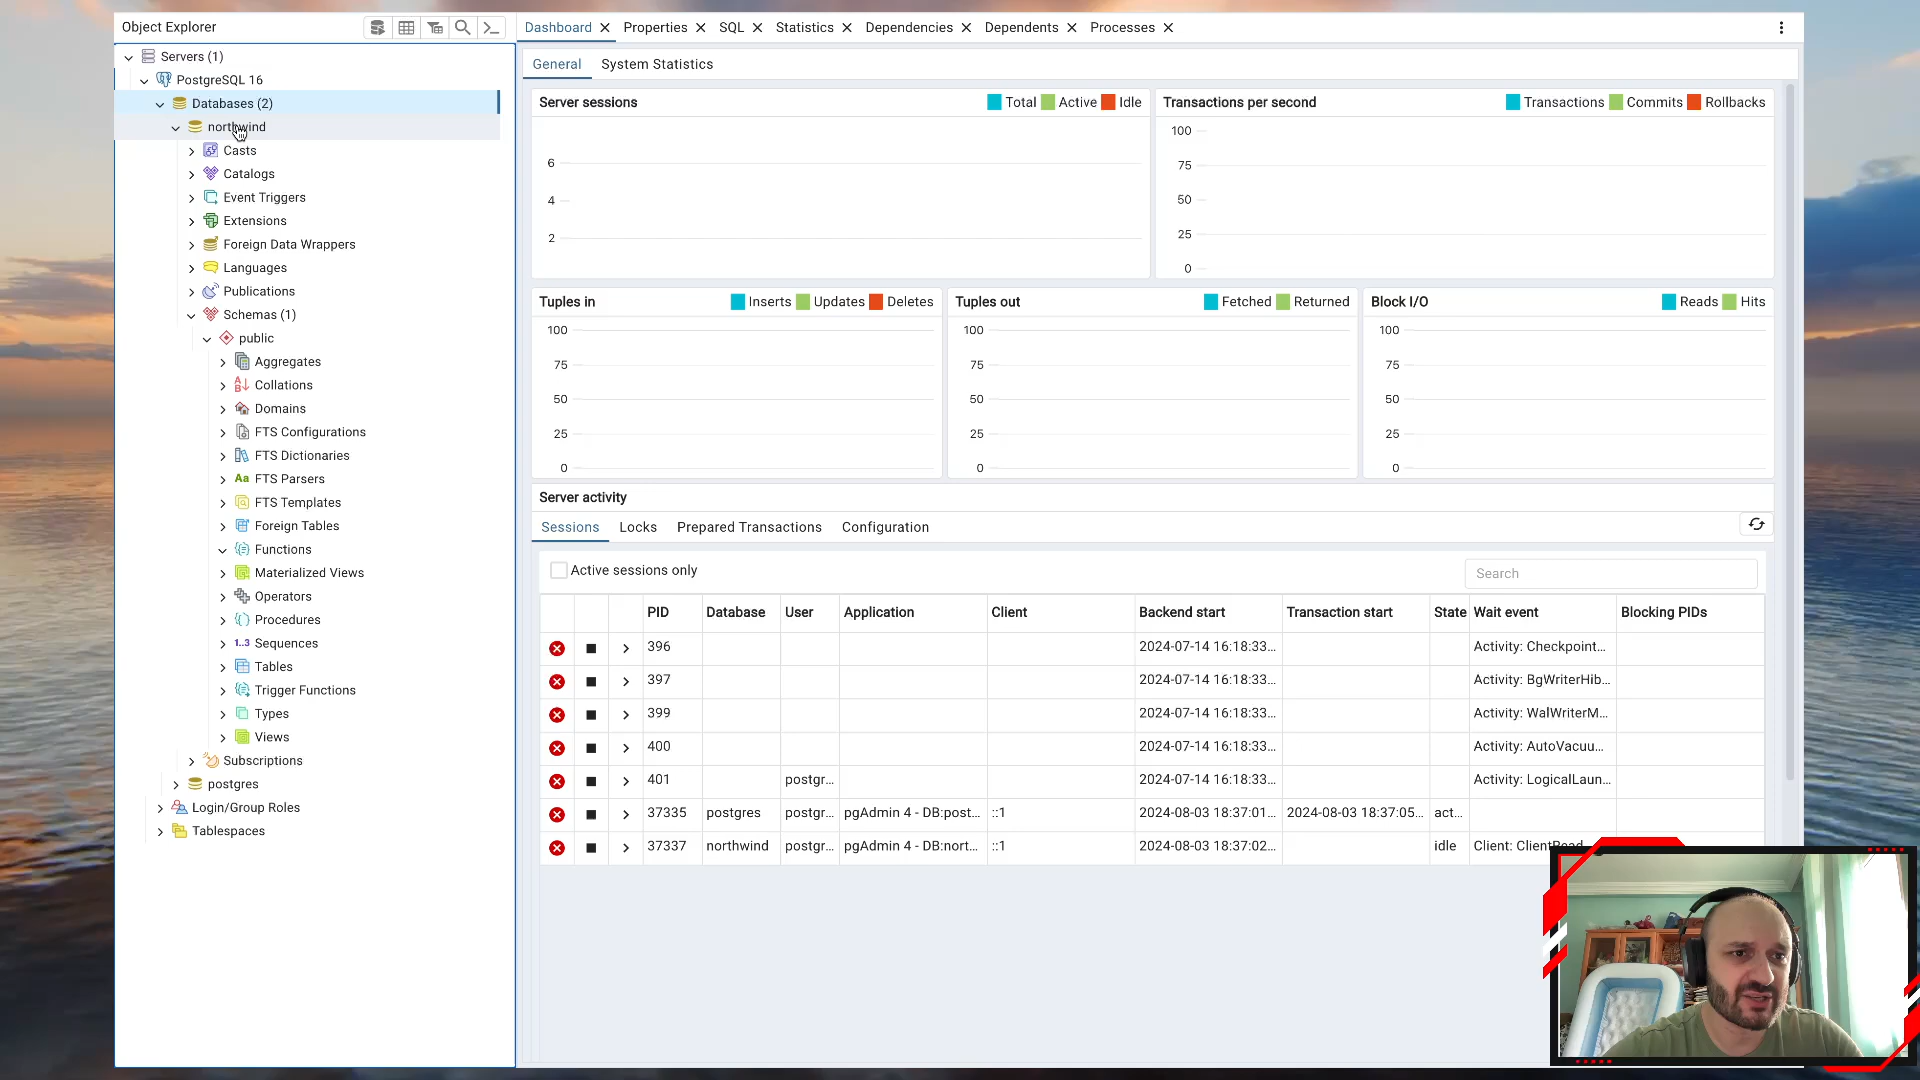 Object Explorer
Dashboard Properties SQL Statistics Dependencies Dependents Processes
Servers (1)
PostgreSQL 16
Databases (2)
northwind
Casts
Catalogs
Event Triggers
Extensions
Foreign Data Wrappers
Languages
Publications
Schemas (1)
public
Aggregates
Collations
Domains
FTS Configurations
FTS Dictionaries
Aa FTS Parsers
FTS Templates
Foreign Tables
Functions
Materialized Views
Operators
Procedures
1..3 Sequences
Tables
Trigger Functions
Types
Views
Subscriptions
postgres
Login/Group Roles
Tablespaces
General System Statistics
Server sessions Total Active Idle
6
4
2
Transactions per second Transactions Commits Rollbacks
100
75
50
25
0
Tuples in Inserts Updates Deletes
100
75
50
25
0
Tuples out Fetched Returned
100
75
50
25
0
Block I/O Reads Hits
100
75
50
25
0
Server activity
Sessions Locks Prepared Transactions Configuration
Active sessions only Search
PID Database User Application Client Backend start Transaction start State Wait event Blocking PIDs
396 2024-07-14 16:18:33... Activity: Checkpoint...
397 2024-07-14 16:18:33... Activity: BgWriterHib...
399 2024-07-14 16:18:33... Activity: WalWriterM...
400 2024-07-14 16:18:33... Activity: AutoVacuu...
401 postgr... 2024-07-14 16:18:33... Activity: LogicalLaun...
37335 postgres postgr... pgAdmin 4 - DB:post... ::1 2024-08-03 18:37:01... 2024-08-03 18:37:05... act...
37337 northwind postgr... pgAdmin 4 - DB:nort... ::1 2024-08-03 18:37:02... idle Client: ClientRead